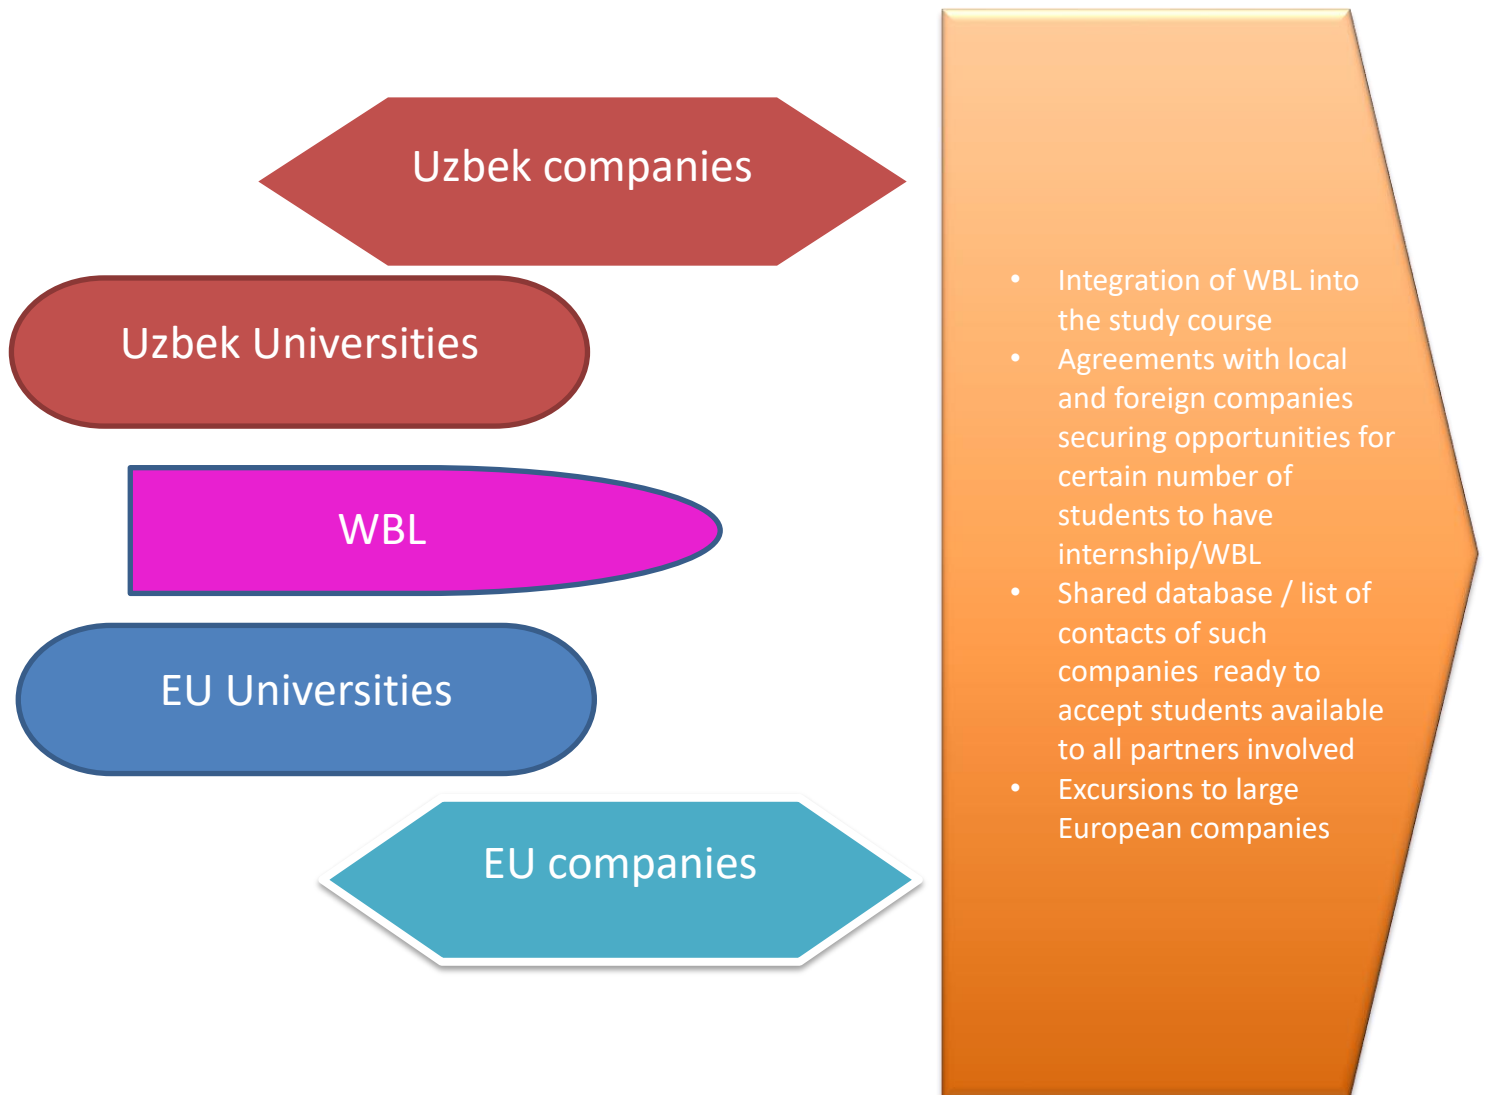 Uzbek companies
Uzbek Universities
WBL
EU Universities
EU companies
• Integration of WBL into
the study course
• Agreements with local
and foreign companies
securing opportunities for
certain number of
students to have
internship/WBL
• Shared database / list of
contacts of such
companies  ready to
accept students available
to all partners involved
• Excursions to large
European companies